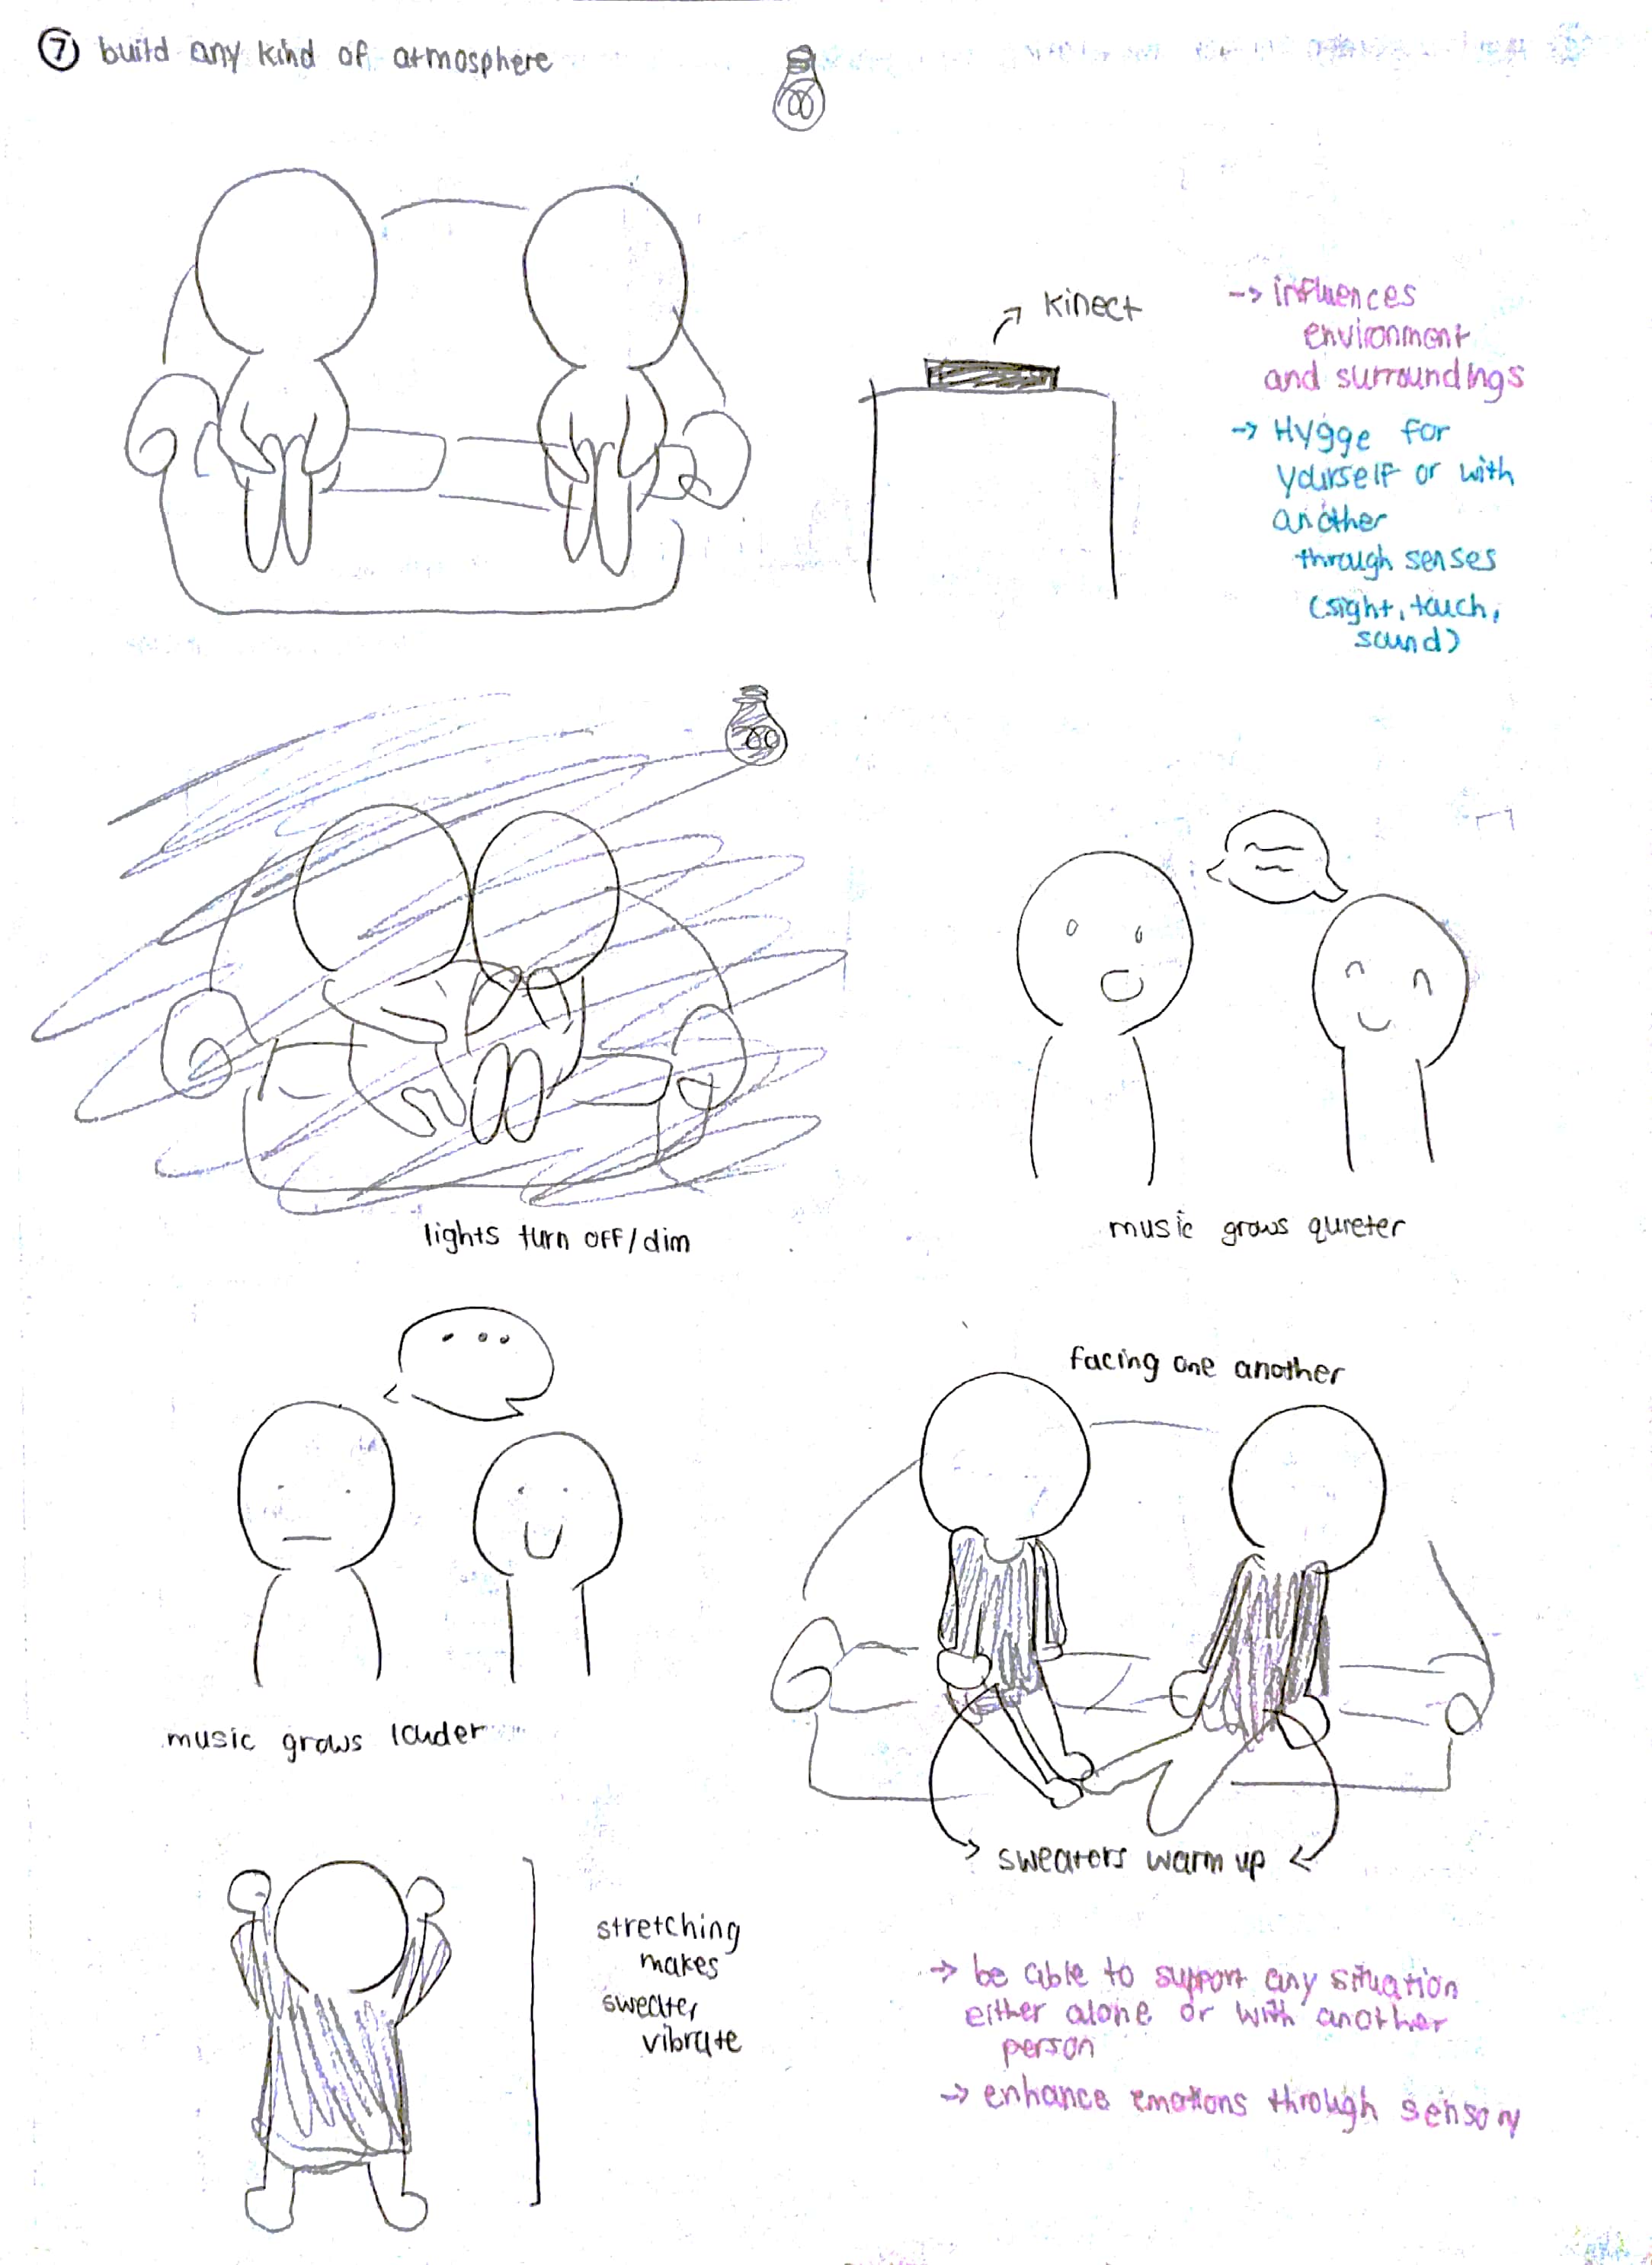 ⑦ build any kind of atmosphere
Kinect
-> influences
environment
and surroundings
-> Hygge for
yourself or with
another
through senses
(sight, touch,
sound)
lights turn off/dim
music grows quieter
music grows louder
facing one another
sweaters warm up
stretching
makes
sweater
vibrate
-> be able to support any situation
either alone or with another
person
-> enhance emotions through sensory